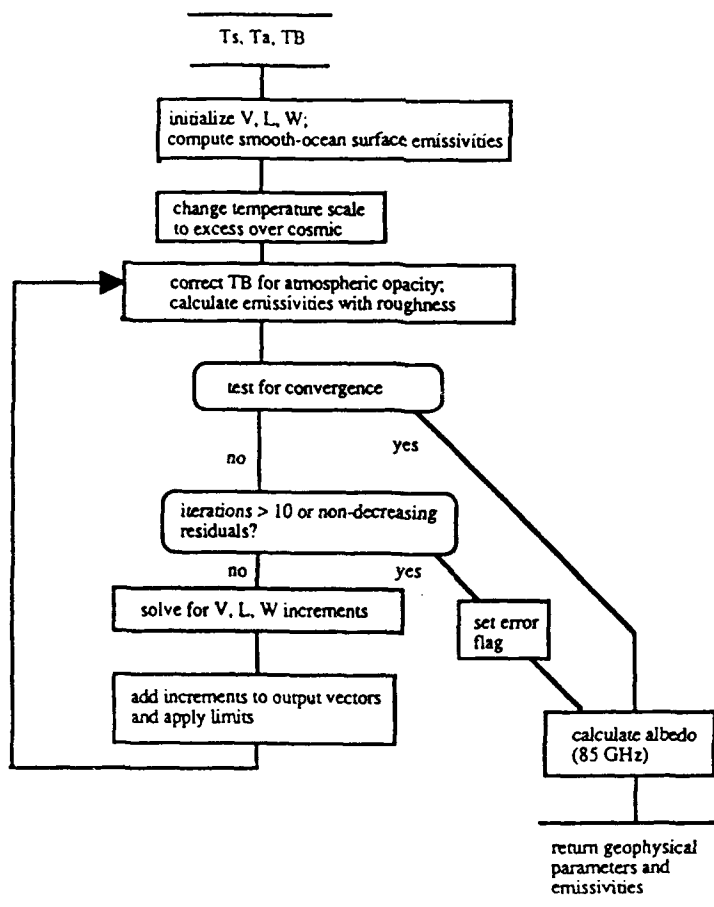 Ts, Ta, TB
initialize V, L, W;
compute smooth-ocean surface emissivities
change temperature scale
to excess over cosmic
correct TB for atmospheric opacity;
calculate emissivities with roughness
test for convergence
no
yes
iterations > 10 or non-decreasing
residuals?
no
yes
solve for V, L, W increments
set error
flag
add increments to output vectors
and apply limits
calculate albedo
(85 GHz)
return geophysical
parameters and
emissivities